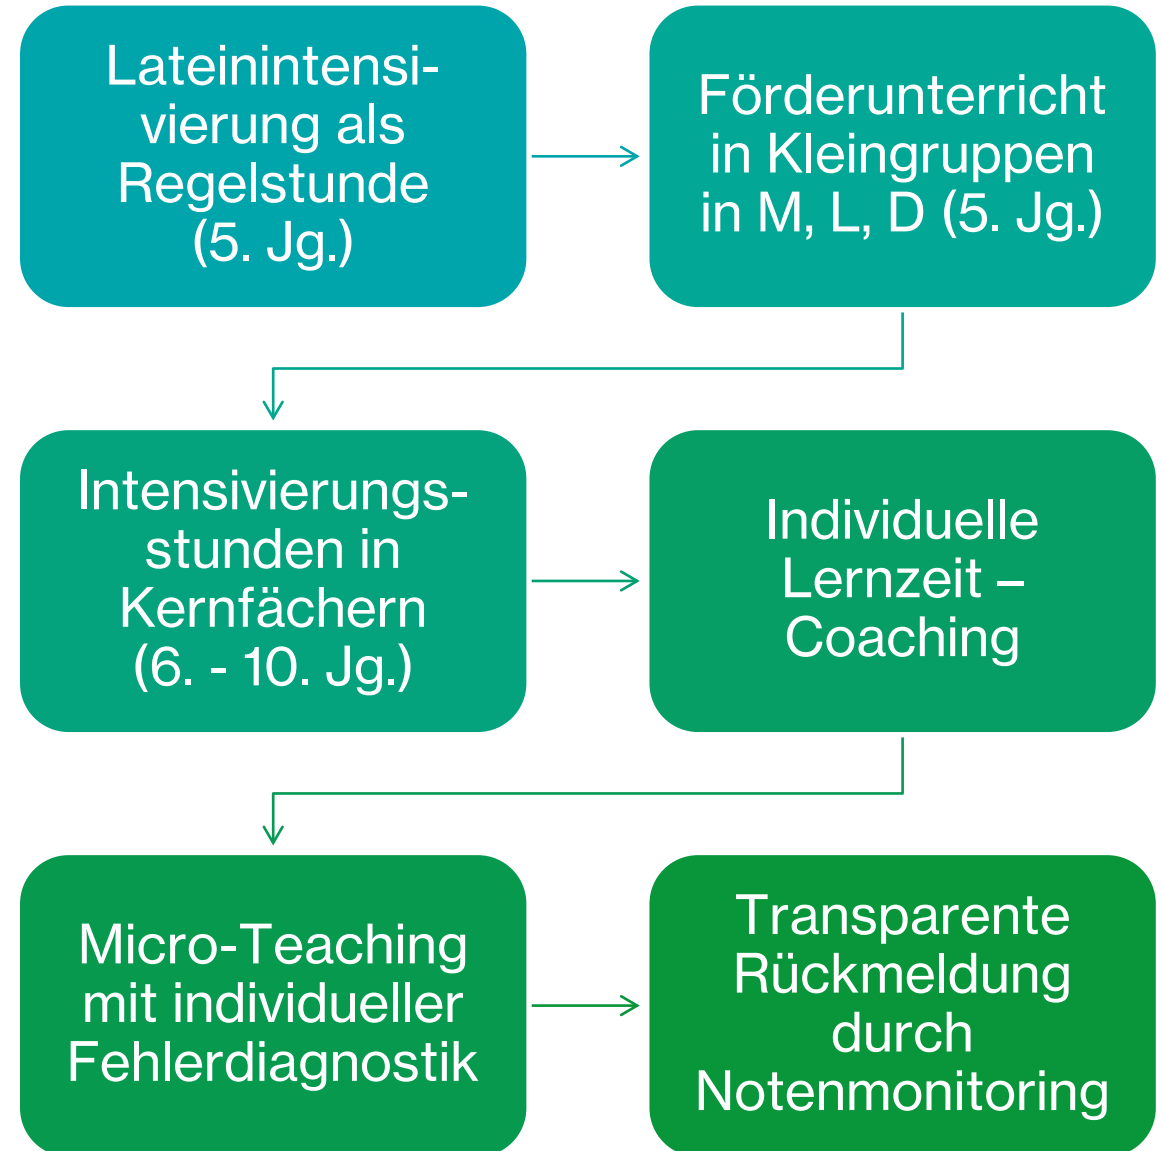 Lateinintensi-
vierung als
Regelstunde
(5. Jg.)
Förderunterricht
in Kleingruppen
in M, L, D (5. Jg.)
Intensivierungs-
stunden in
Kernfächern
(6. - 10. Jg.)
Individuelle
Lernzeit –
Coaching
Micro-Teaching
mit individueller
Fehlerdiagnostik
Transparente
Rückmeldung
durch
Notenmonitoring